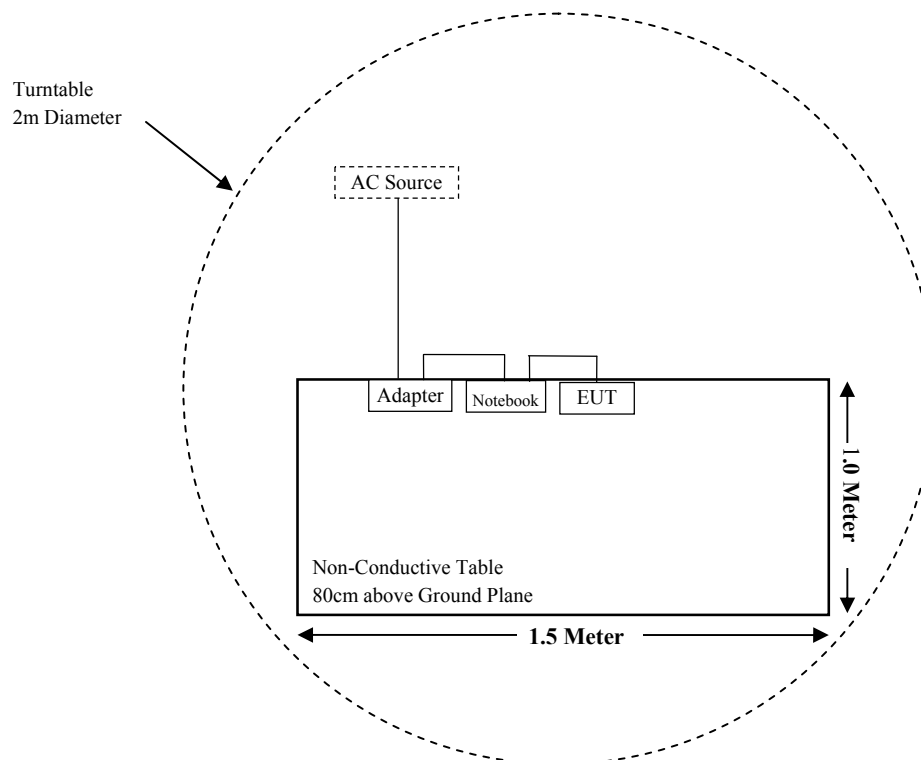 Turntable
2m Diameter
AC Source
Adapter
Notebook
EUT
1.0 Meter
Non-Conductive Table
80cm above Ground Plane
1.5 Meter